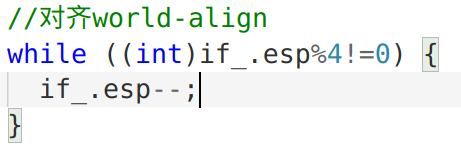 //对齐world-align
while ((int)if_.esp%4!=0) {
  if_.esp--;
}